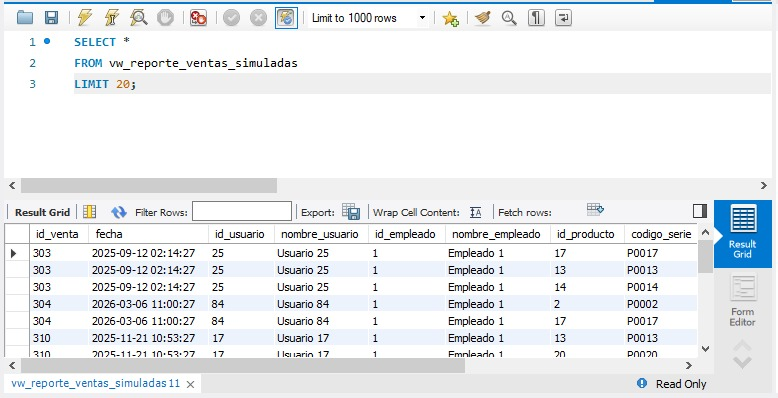 Limit to 1000 rows
1 SELECT *
2 FROM vw_reporte_ventas_simuladas
3 LIMIT 20;
Result Grid Filter Rows: Export: Wrap Cell Content: Fetch rows:
id_venta fecha id_usuario nombre_usuario id_empleado nombre_empleado id_producto codigo_serie
303 2025-09-12 02:14:27 25 Usuario 25 1 Empleado 1 17 P0017
303 2025-09-12 02:14:27 25 Usuario 25 1 Empleado 1 13 P0013
303 2025-09-12 02:14:27 25 Usuario 25 1 Empleado 1 14 P0014
304 2026-03-06 11:00:27 84 Usuario 84 1 Empleado 1 2 P0002
304 2026-03-06 11:00:27 84 Usuario 84 1 Empleado 1 17 P0017
310 2025-11-21 10:53:27 17 Usuario 17 1 Empleado 1 13 P0013
310 2025-11-21 10:53:27 17 Usuario 17 1 Empleado 1 20 P0020
Result
Grid
Form
Editor
vw_reporte_ventas_simuladas11
Read Only